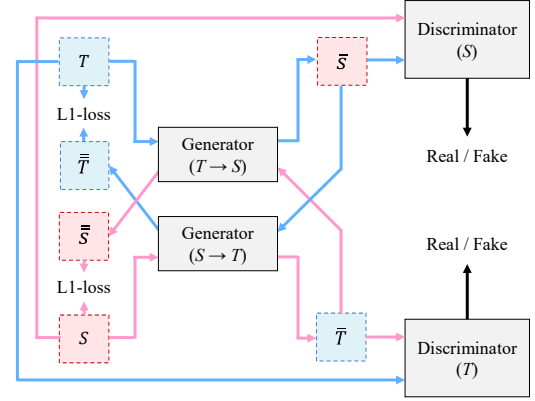 T
S̄
Discriminator
(S)
L1-loss
Generator
(T → S)
Real / Fake
T̿
S̿
Generator
(S → T)
Real / Fake
L1-loss
S
T̄
Discriminator
(T)